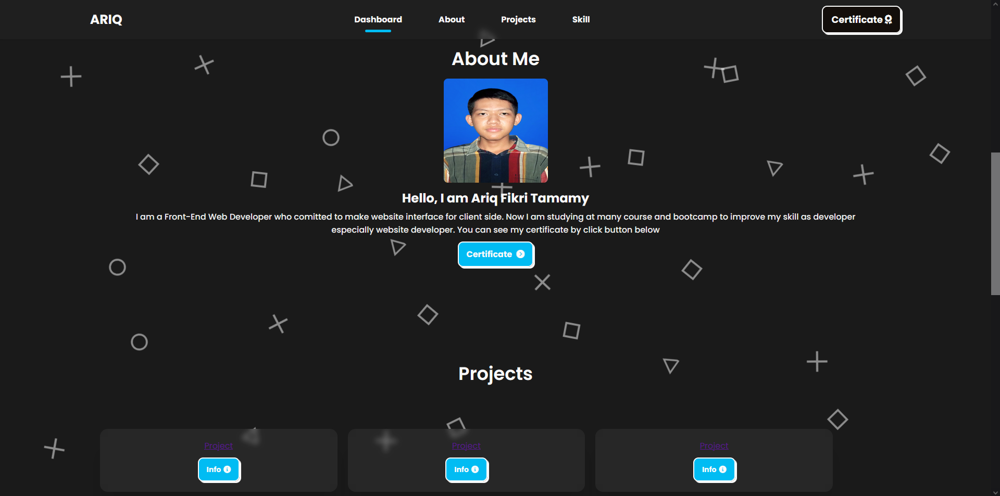 ARIQ
Dashboard
About
Projects
Skill
Certificate
About Me
Hello, I am Ariq Fikri Tamamy
I am a Front-End Web Developer who comitted to make website interface for client side. Now I am studying at many course and bootcamp to improve my skill as developer
especially website developer. You can see my certificate by click button below
Certificate
Projects
Project
Project
Project
Info
Info
Info